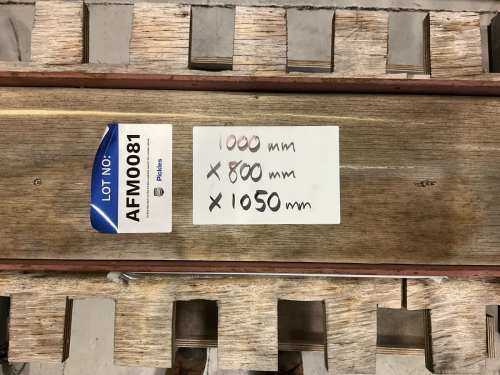 LOT NO:
AFM0081
Pickles
1000 mm
X 800 mm
X 1050 mm